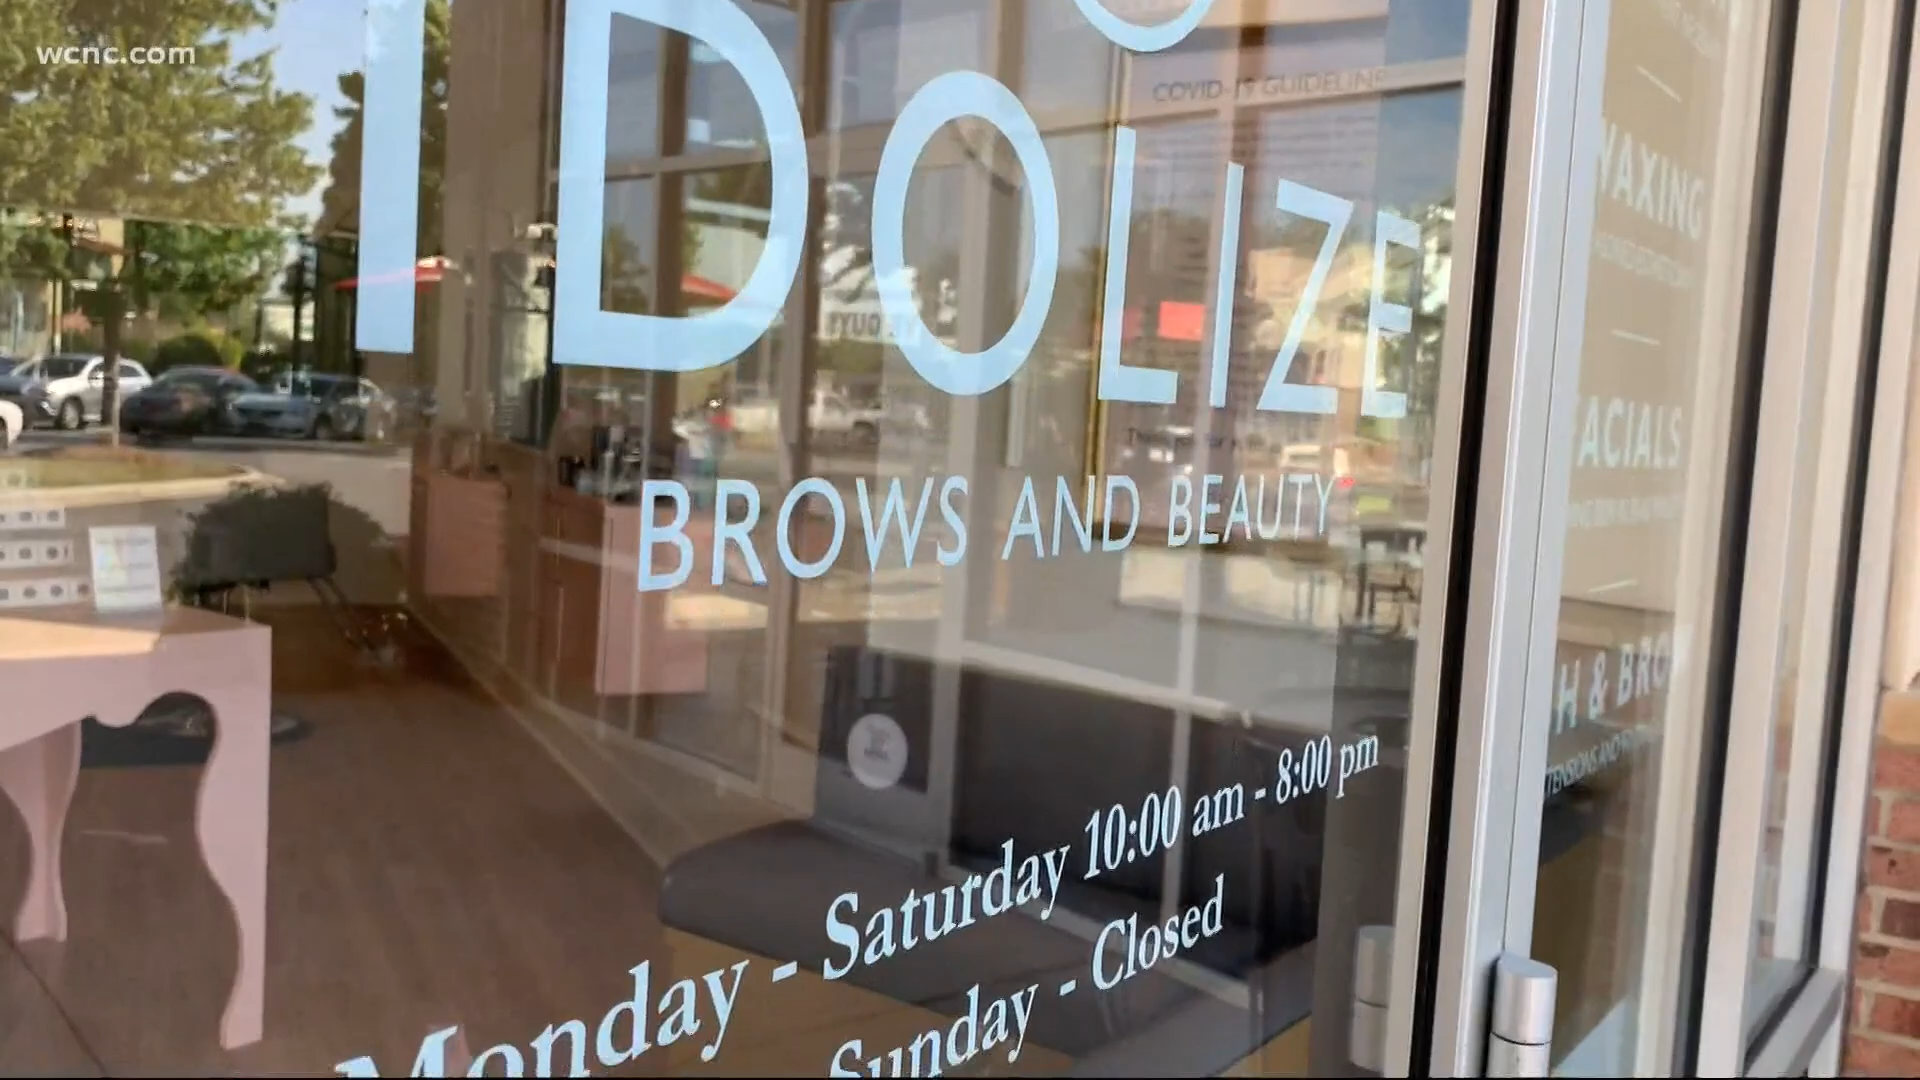 wcnc.com
IDOLIZE
COVID-19 GUIDELINE
BROWS AND BEAUTY
Monday - Saturday 10:00 am - 8:00 pm
Sunday - Closed
WAXING
FACIALS
H & BRO